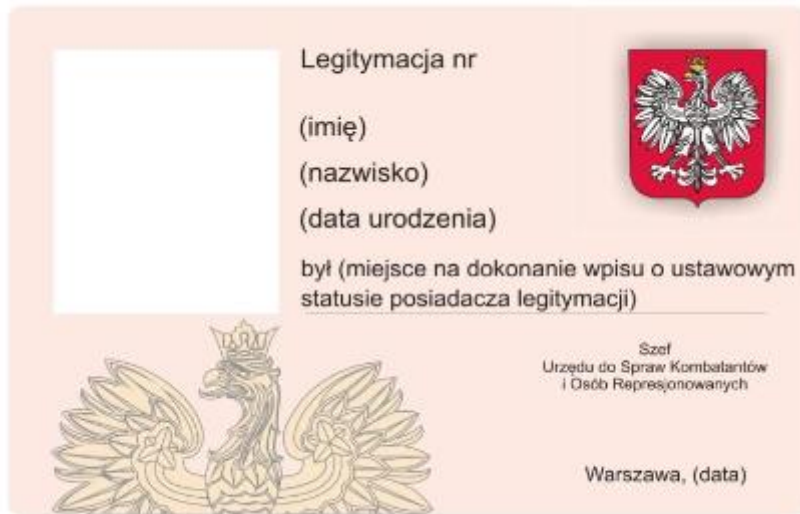 Legitymacja nr
(imię)
(nazwisko)
(data urodzenia)
był (miejsce na dokonanie wpisu o ustawowym
statusie posiadacza legitymacji)
Szef
Urzędu do Spraw Kombatantów
i Osób Represjonowanych
Warszawa, (data)